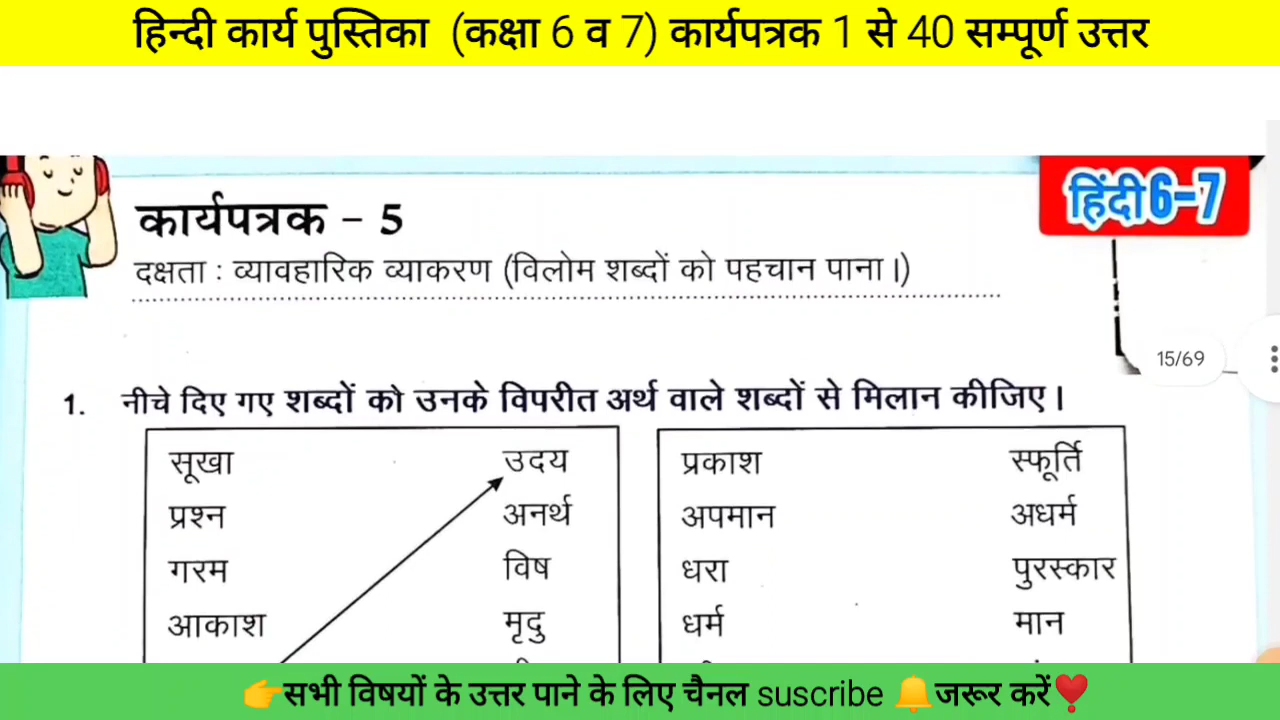 हिन्दी कार्य पुस्तिका (कक्षा 6 व 7) कार्यपत्रक 1 से 40 सम्पूर्ण उत्तर
हिंदी 6-7
कार्यपत्रक – 5
दक्षता : व्यावहारिक व्याकरण (विलोम शब्दों को पहचान पाना।)
15/69
1. नीचे दिए गए शब्दों को उनके विपरीत अर्थ वाले शब्दों से मिलान कीजिए।
सूखा उदय प्रकाश स्फूर्ति
प्रश्न अनर्थ अपमान अधर्म
गरम विष धरा पुरस्कार
आकाश मृदु धर्म मान
👉सभी विषयों के उत्तर पाने के लिए चैनल suscribe 🔔जरूर करें❣️